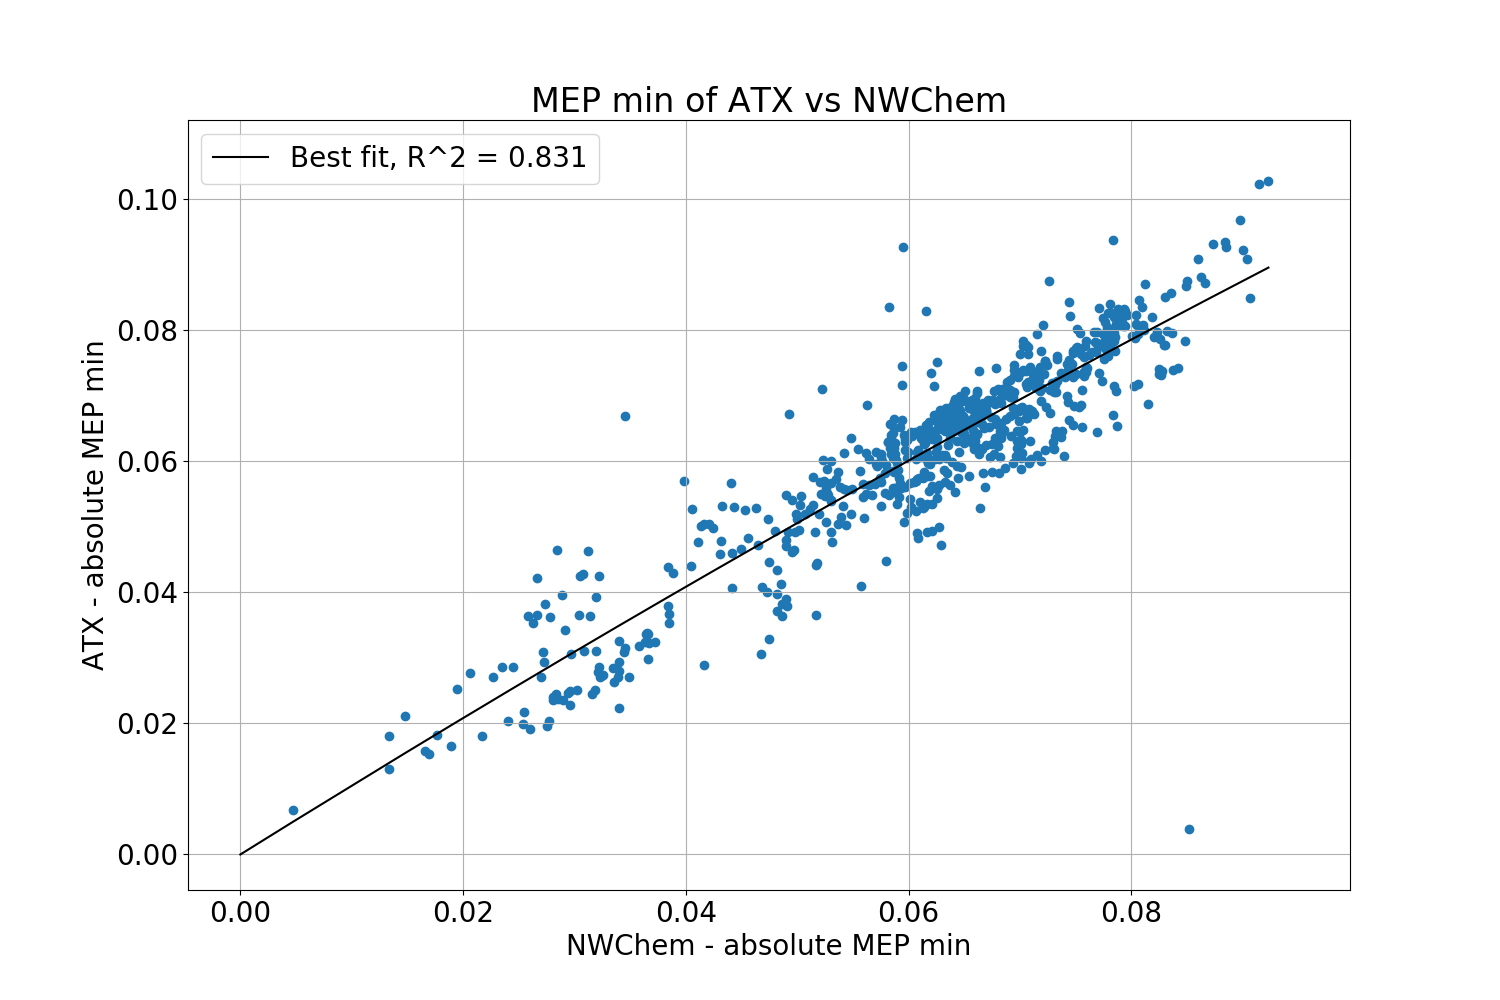 MEP min of ATX vs NWChem
Best fit, R^2 = 0.831
0.10
0.08
0.06
0.04
0.02
0.00
ATX - absolute MEP min
0.00 0.02 0.04 0.06 0.08
NWChem - absolute MEP min